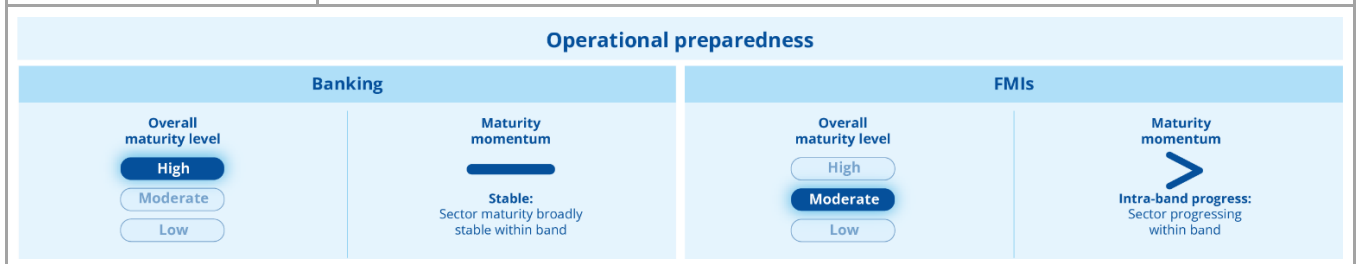 Operational preparedness
Banking
Overall
maturity level
High
Moderate
Low
Maturity
momentum
Stable:
Sector maturity broadly
stable within band
FMIs
Overall
maturity level
High
Moderate
Low
Maturity
momentum
Intra-band progress:
Sector progressing
within band